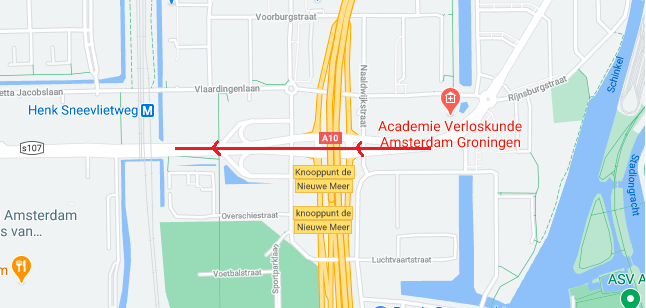 Voorburgstraat
etta Jacobslaan
Vlaardingenlaan
Naaldwijkstraat
Rijnsburgstraat
Schinkel
Henk Sneevlietweg M
Academie Verloskunde
Amsterdam Groningen
A10
s107
Knooppunt de
Nieuwe Meer
Stadiongracht
Amsterdam
s van...
Overschiestraat
knooppunt de
Nieuwe Meer
Sportparklaan
Luchtvaartstraat
Voetbalstraat
m
ASV A